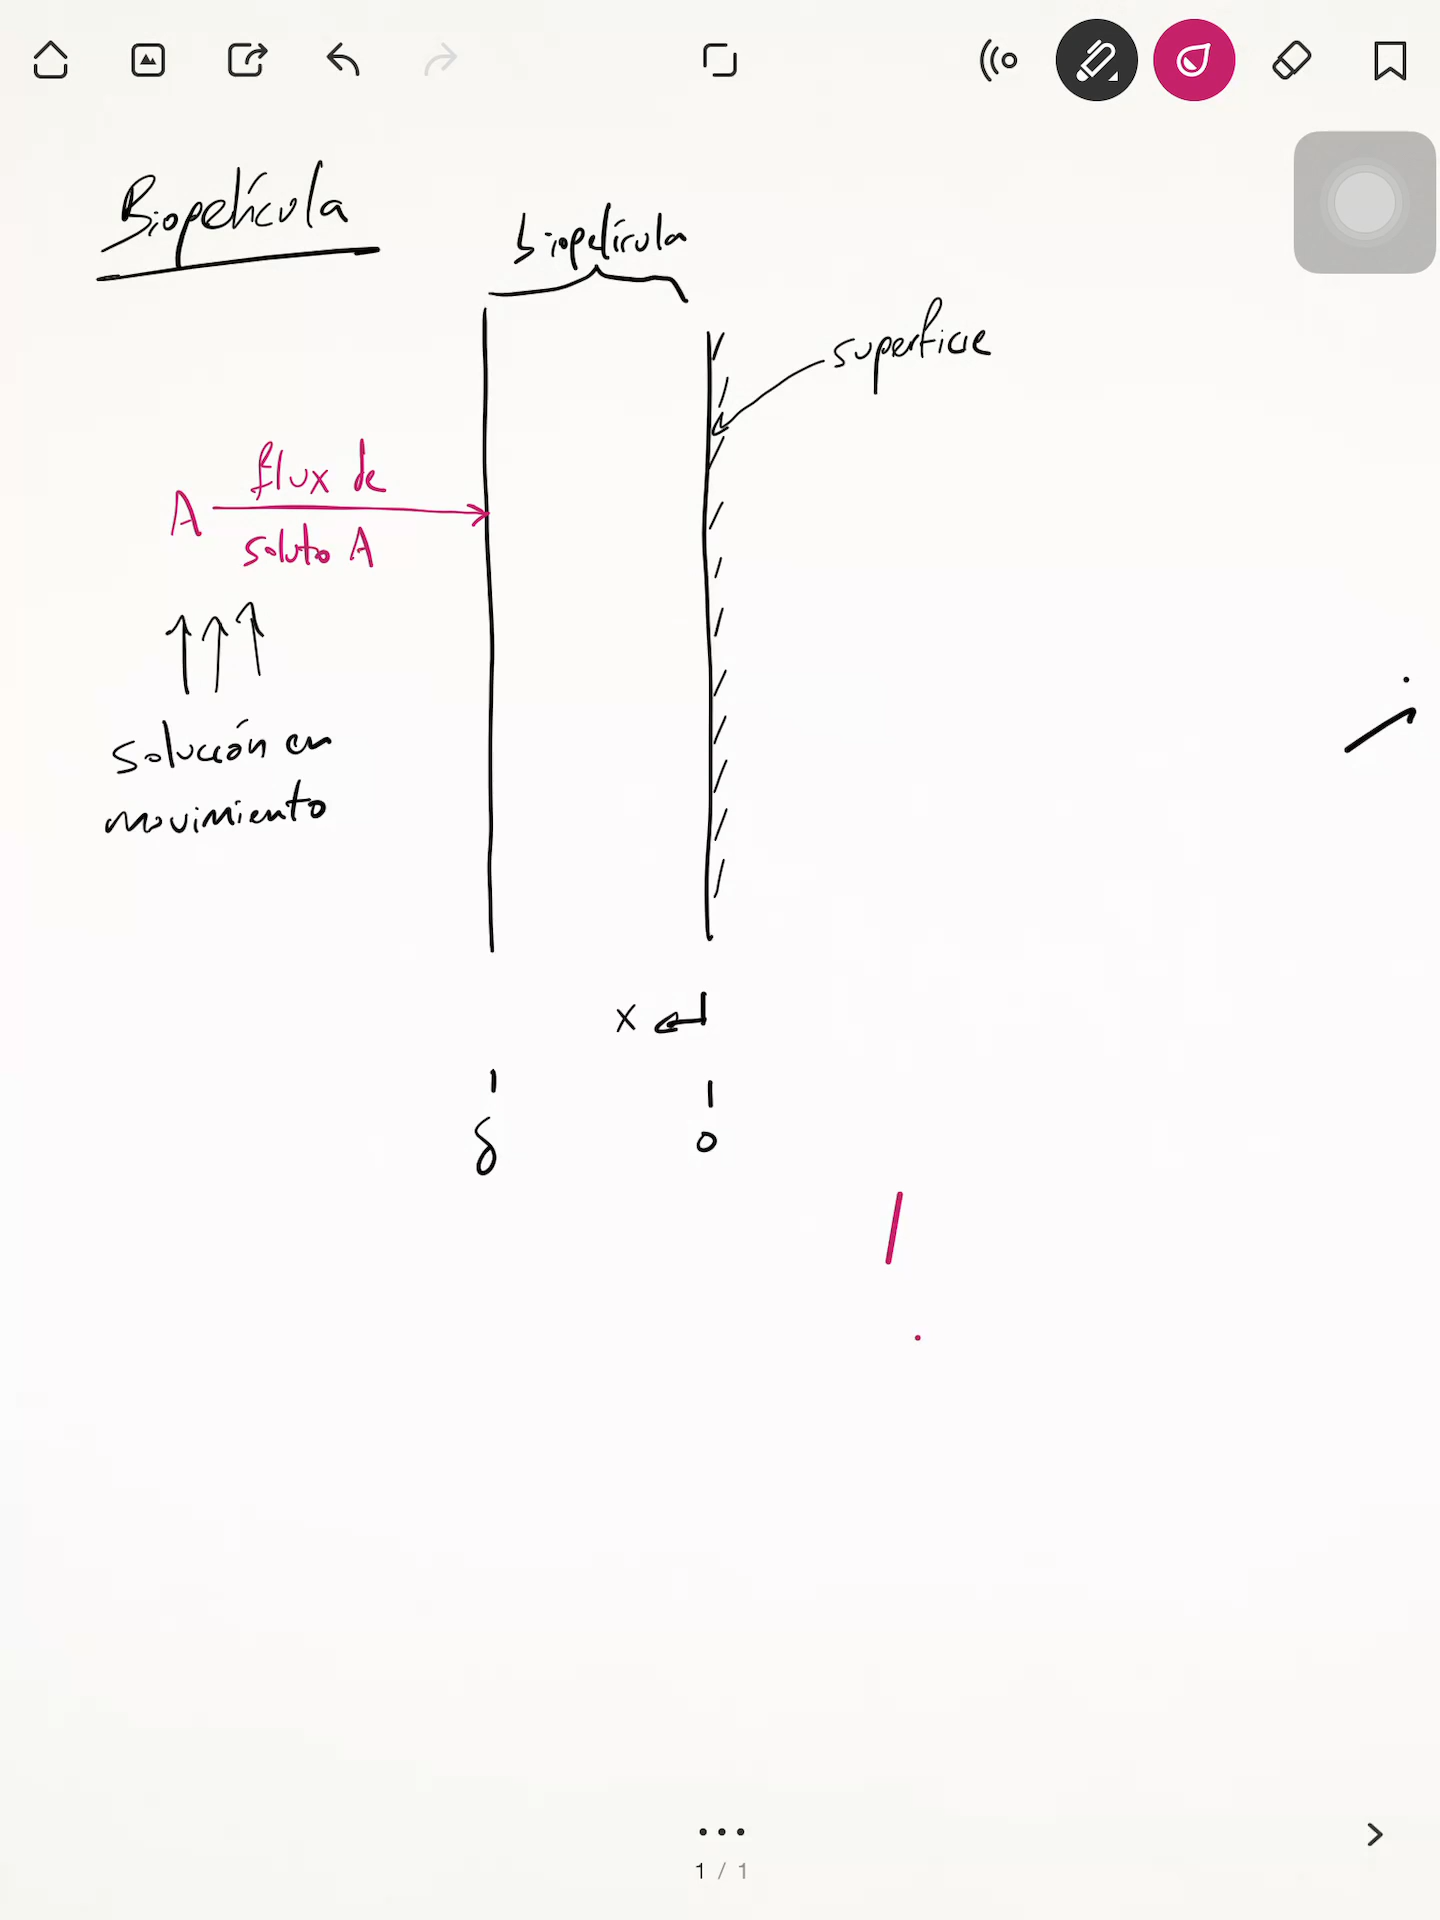 Biopelícula
biopelícula
superficie
flux de
A
soluto A
solución en
movimiento
x
δ
0
1 / 1